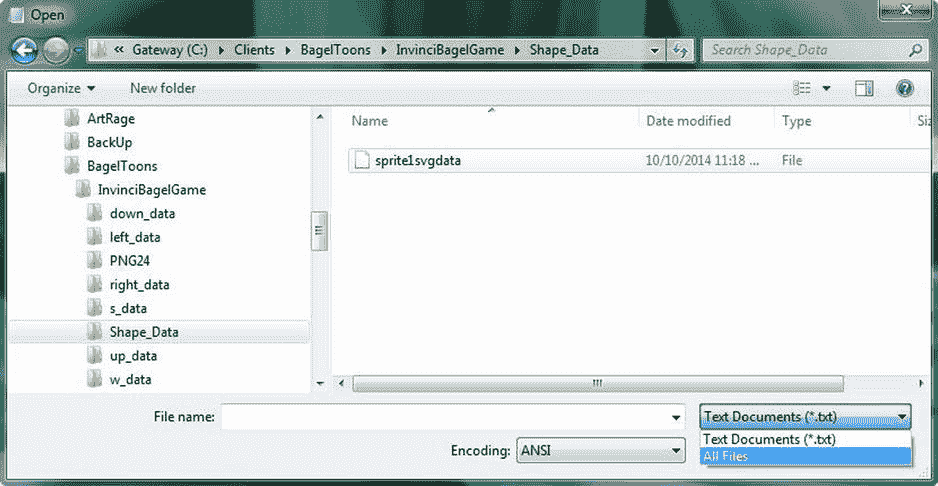 Open
« Gateway (C:) Clients BagelToons InvinciBagelGame Shape_Data Search Shape_Data
Organize New folder
ArtRage
BackUp
BagelToons
InvinciBagelGame
down_data
left_data
PNG24
right_data
s_data
Shape_Data
up_data
w_data
Name Date modified Type Siz
sprite1svgdata 10/10/2014 11:18 ... File
File name: Text Documents (*.txt)
Text Documents (*.txt)
Encoding: ANSI All Files